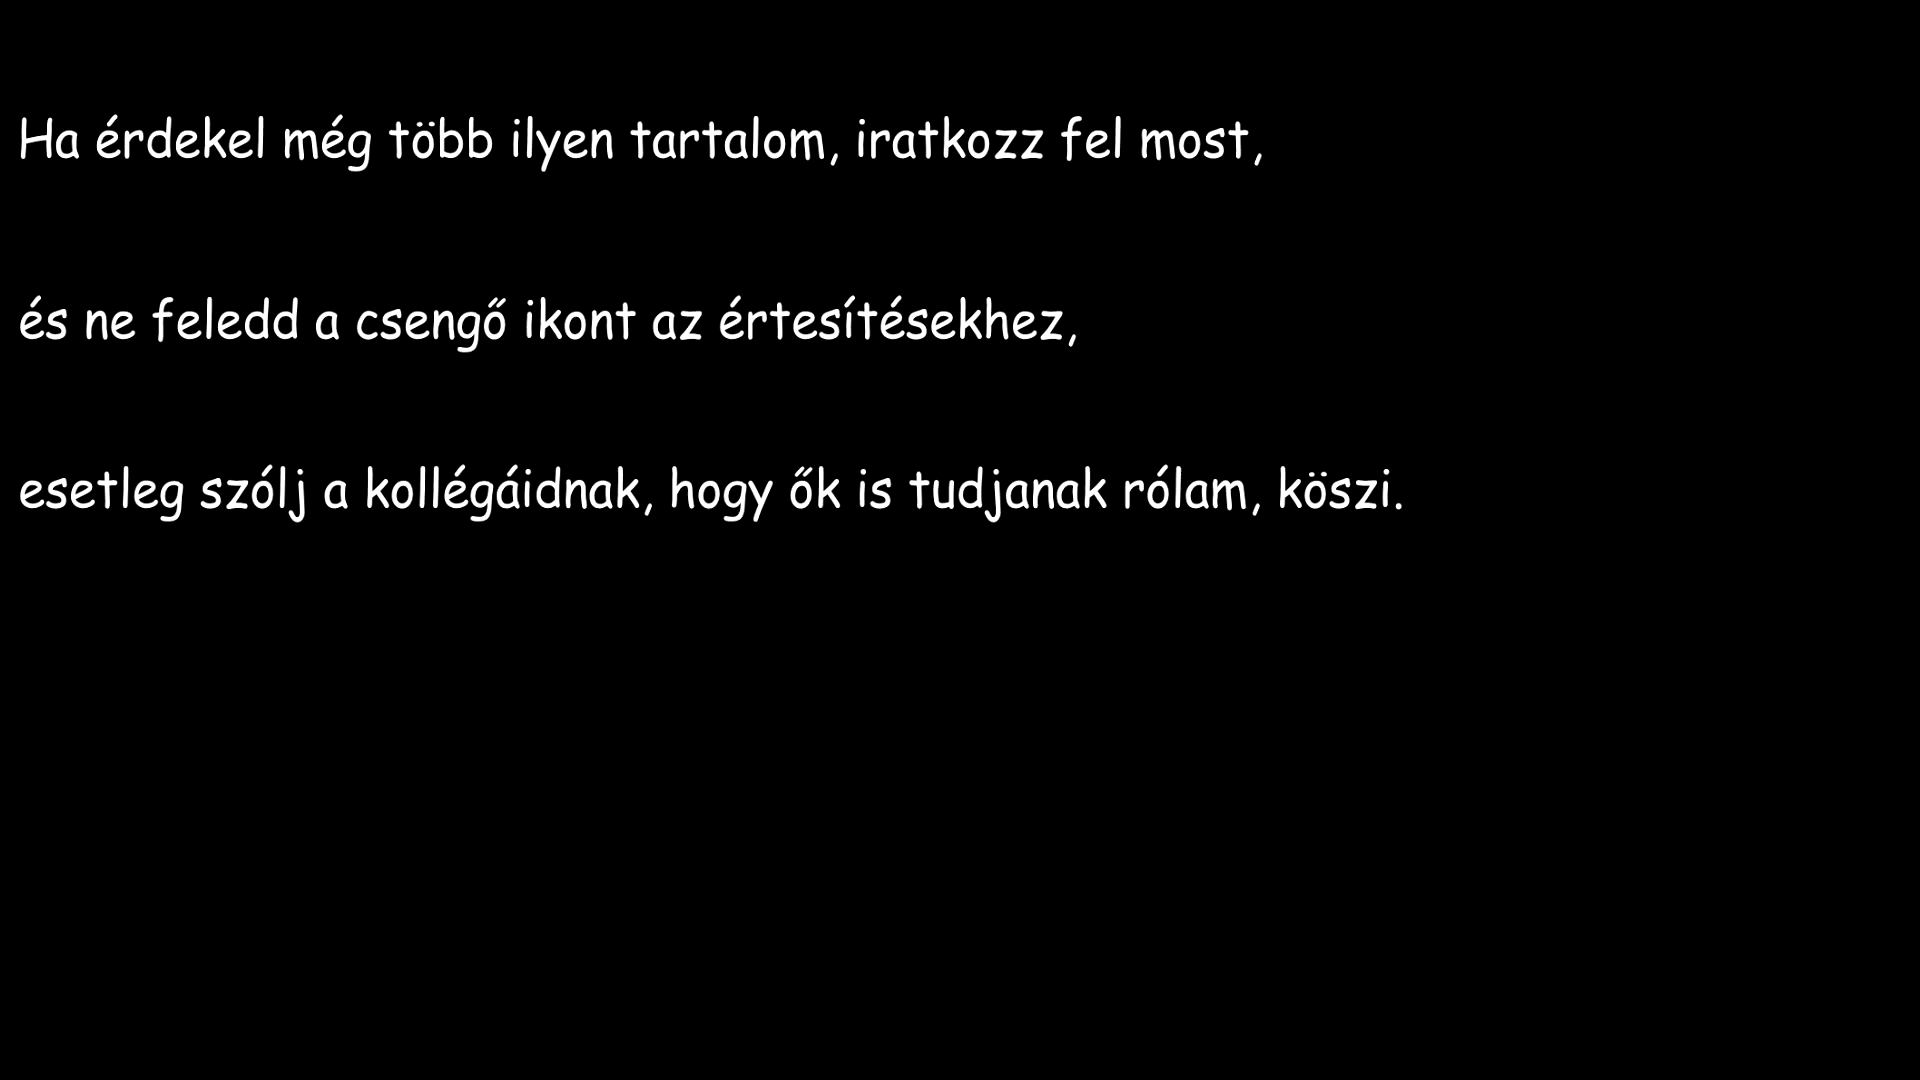 Ha érdekel még több ilyen tartalom, iratkozz fel most,
és ne feledd a csengő ikont az értesítésekhez,
esetleg szólj a kollégáidnak, hogy ők is tudjanak rólam, köszi.